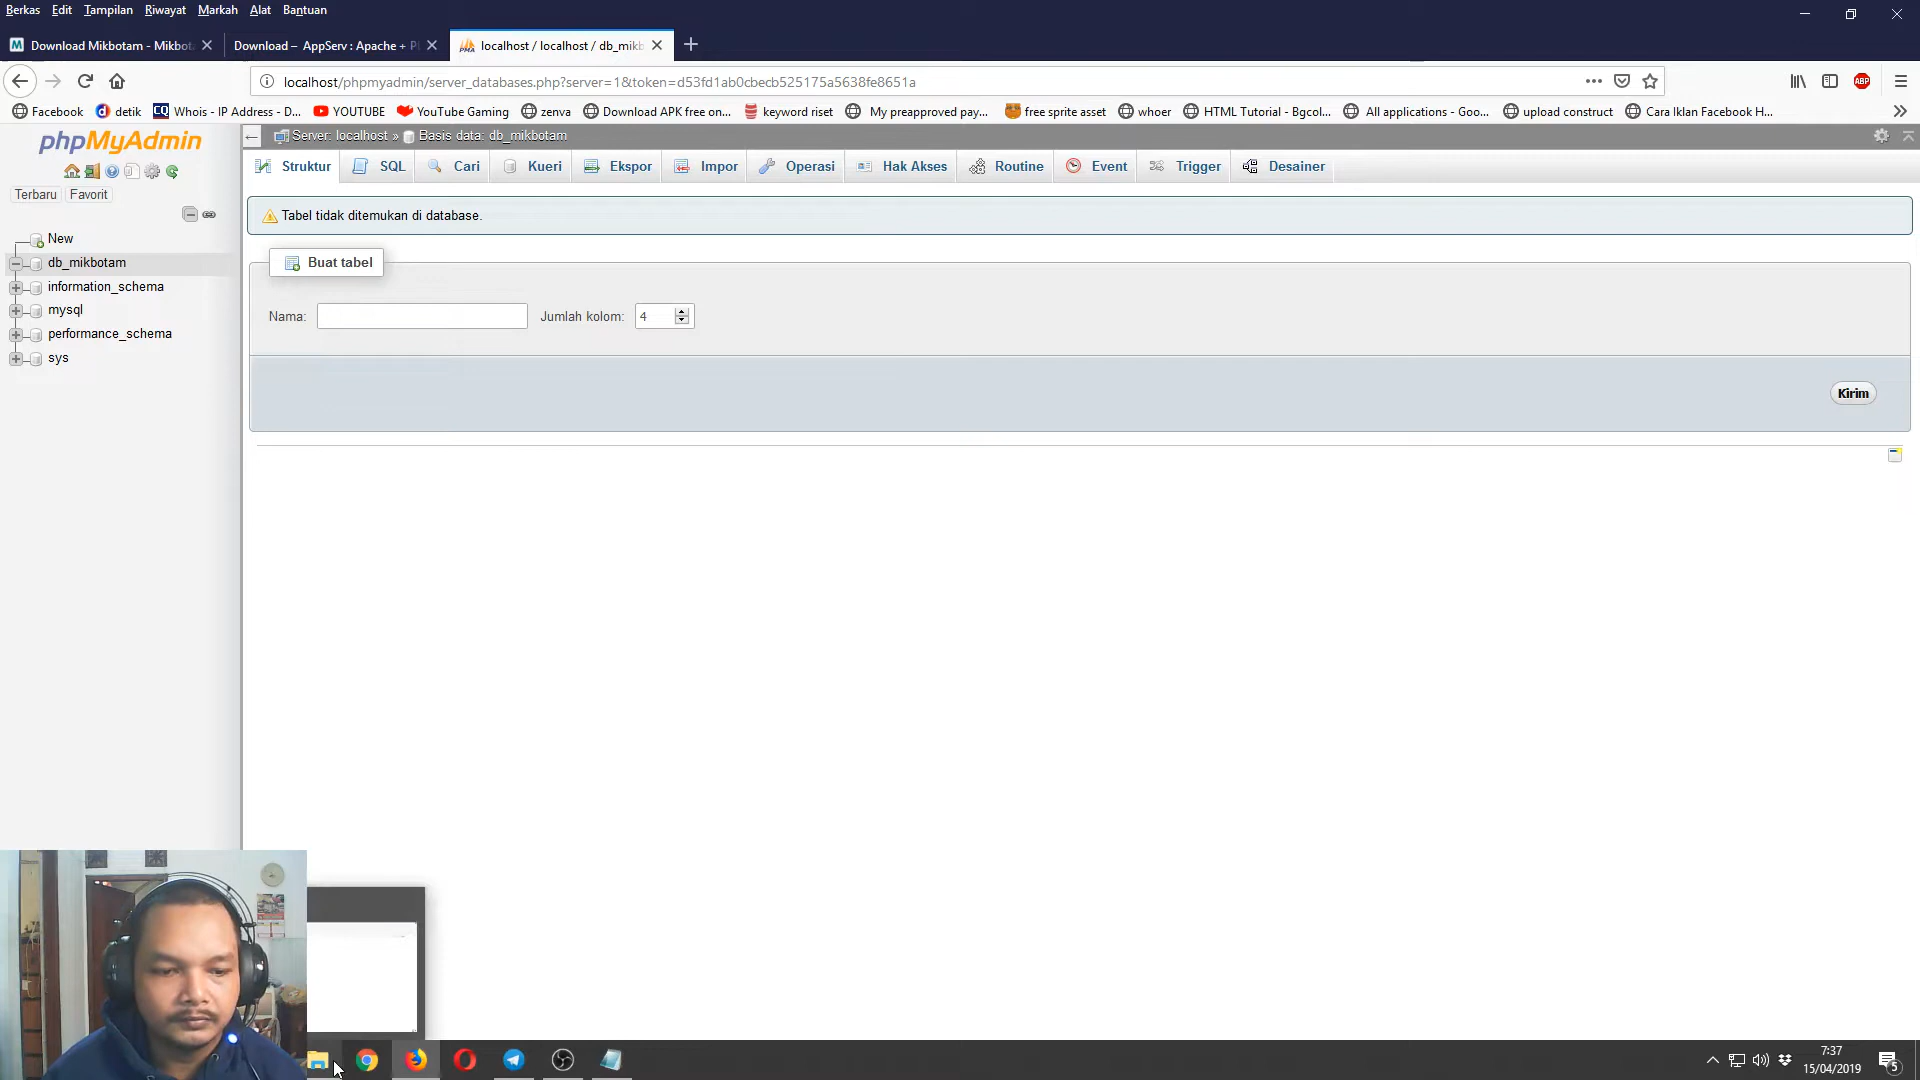 Berkas Edit Tampilan Riwayat Markah Alat Bantuan
Download Mikbotam - Mikbot
Download – AppServ : Apache + P
localhost / localhost / db_mikb
localhost/phpmyadmin/server_databases.php?server=1&token=d53fd1ab0cbecb525175a5638fe8651a
Facebook detik Whois - IP Address - D... YOUTUBE YouTube Gaming zenva Download APK free on... keyword riset My preapproved pay... free sprite asset whoer HTML Tutorial - Bgcol... All applications - Goo... upload construct Cara Iklan Facebook H...
ABP
phpMyAdmin
Server: localhost » Basis data: db_mikbotam
Struktur SQL Cari Kueri Ekspor Impor Operasi Hak Akses Routine Event Trigger Desainer
Terbaru Favorit
Tabel tidak ditemukan di database.
New
db_mikbotam
information_schema
mysql
performance_schema
sys
Buat tabel
Nama: Jumlah kolom: 4
Kirim
7:37
15/04/2019
5